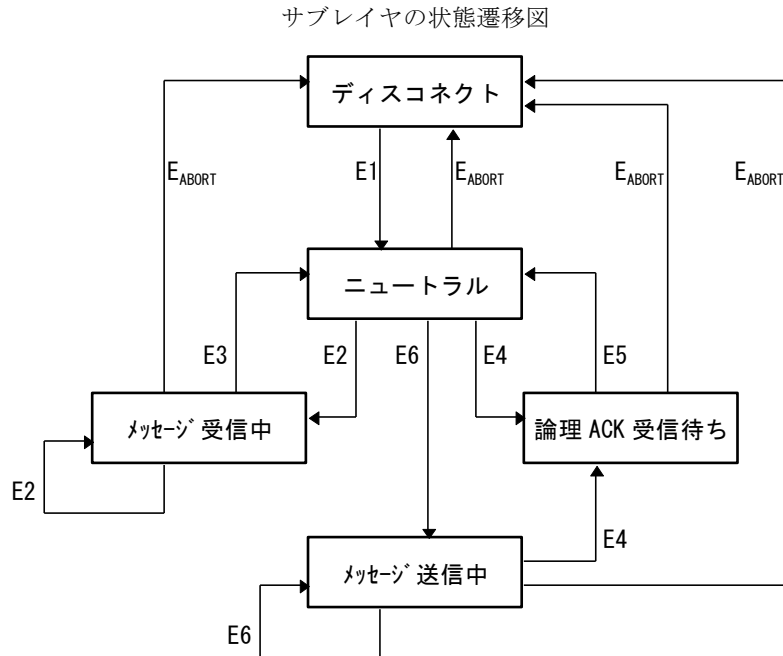 サブレイヤの状態遷移図
ディスコネクト
EABORT
E1
EABORT
EABORT
EABORT
ニュートラル
E3
E2
E6
E4
E5
ﾒｯｾｰｼﾞ 受信中
論理 ACK 受信待ち
E2
E4
ﾒｯｾｰｼﾞ 送信中
E6